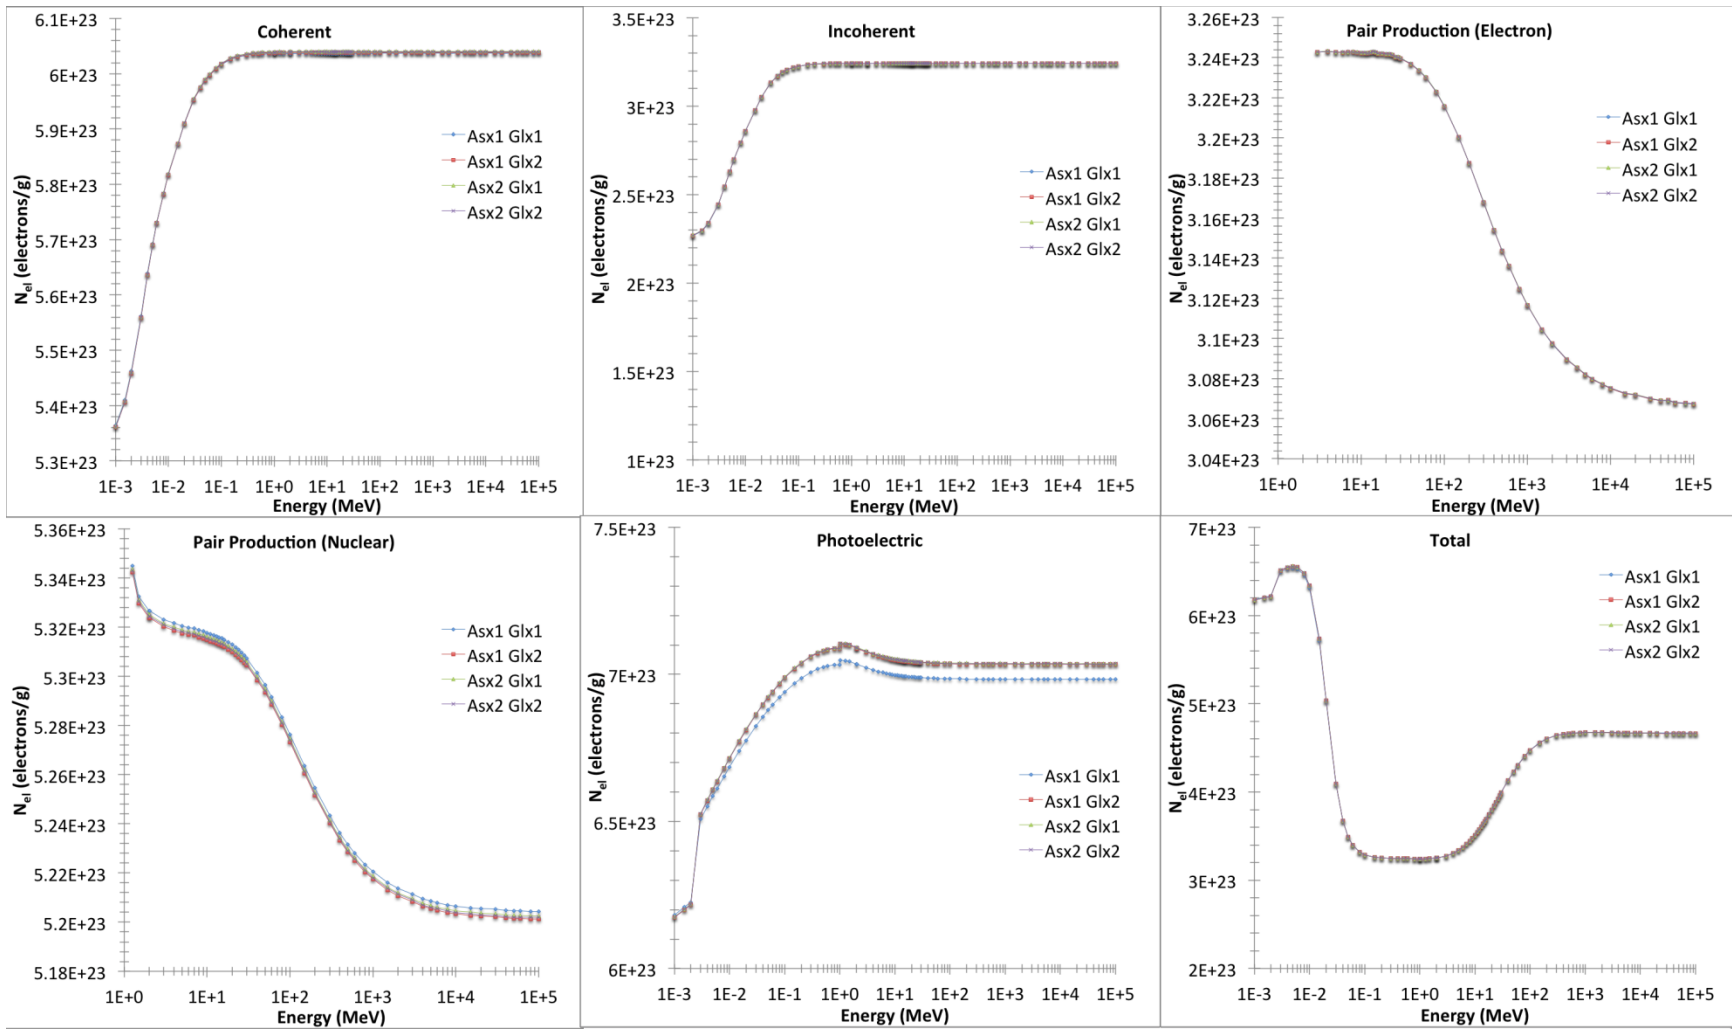 Coherent
6.1E+23
6E+23
5.9E+23
5.8E+23
5.7E+23
5.6E+23
5.5E+23
5.4E+23
5.3E+23
N_el (electrons/g)
Asx1 Glx1
Asx1 Glx2
Asx2 Glx1
Asx2 Glx2
1E-3 1E-2 1E-1 1E+0 1E+1 1E+2 1E+3 1E+4 1E+5
Energy (MeV)
Incoherent
3.5E+23
3E+23
2.5E+23
2E+23
1.5E+23
1E+23
N_el (electrons/g)
Asx1 Glx1
Asx1 Glx2
Asx2 Glx1
Asx2 Glx2
1E-3 1E-2 1E-1 1E+0 1E+1 1E+2 1E+3 1E+4 1E+5
Energy (MeV)
Pair Production (Electron)
3.26E+23
3.24E+23
3.22E+23
3.2E+23
3.18E+23
3.16E+23
3.14E+23
3.12E+23
3.1E+23
3.08E+23
3.06E+23
3.04E+23
N_el (electrons/g)
Asx1 Glx1
Asx1 Glx2
Asx2 Glx1
Asx2 Glx2
1E+0 1E+1 1E+2 1E+3 1E+4 1E+5
Energy (MeV)
Pair Production (Nuclear)
5.36E+23
5.34E+23
5.32E+23
5.3E+23
5.28E+23
5.26E+23
5.24E+23
5.22E+23
5.2E+23
5.18E+23
N_el (electrons/g)
Asx1 Glx1
Asx1 Glx2
Asx2 Glx1
Asx2 Glx2
1E+0 1E+1 1E+2 1E+3 1E+4 1E+5
Energy (MeV)
Photoelectric
7.5E+23
7E+23
6.5E+23
6E+23
N_el (electrons/g)
Asx1 Glx1
Asx1 Glx2
Asx2 Glx1
Asx2 Glx2
1E-3 1E-2 1E-1 1E+0 1E+1 1E+2 1E+3 1E+4 1E+5
Energy (MeV)
Total
7E+23
6E+23
5E+23
4E+23
3E+23
2E+23
N_el (electrons/g)
Asx1 Glx1
Asx1 Glx2
Asx2 Glx1
Asx2 Glx2
1E-3 1E-2 1E-1 1E+0 1E+1 1E+2 1E+3 1E+4 1E+5
Energy (MeV)